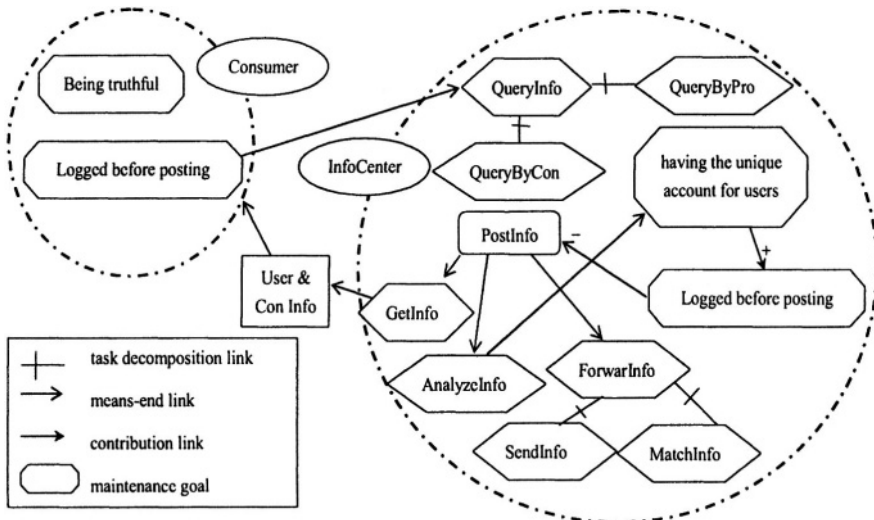 Being truthful
Consumer
Logged before posting
InfoCenter
QueryInfo
QueryByPro
QueryByCon
having the unique
account for users
PostInfo
−
+
User &
Con Info
GetInfo
Logged before posting
AnalyzeInfo
ForwarInfo
SendInfo
MatchInfo
task decomposition link
means-end link
contribution link
maintenance goal